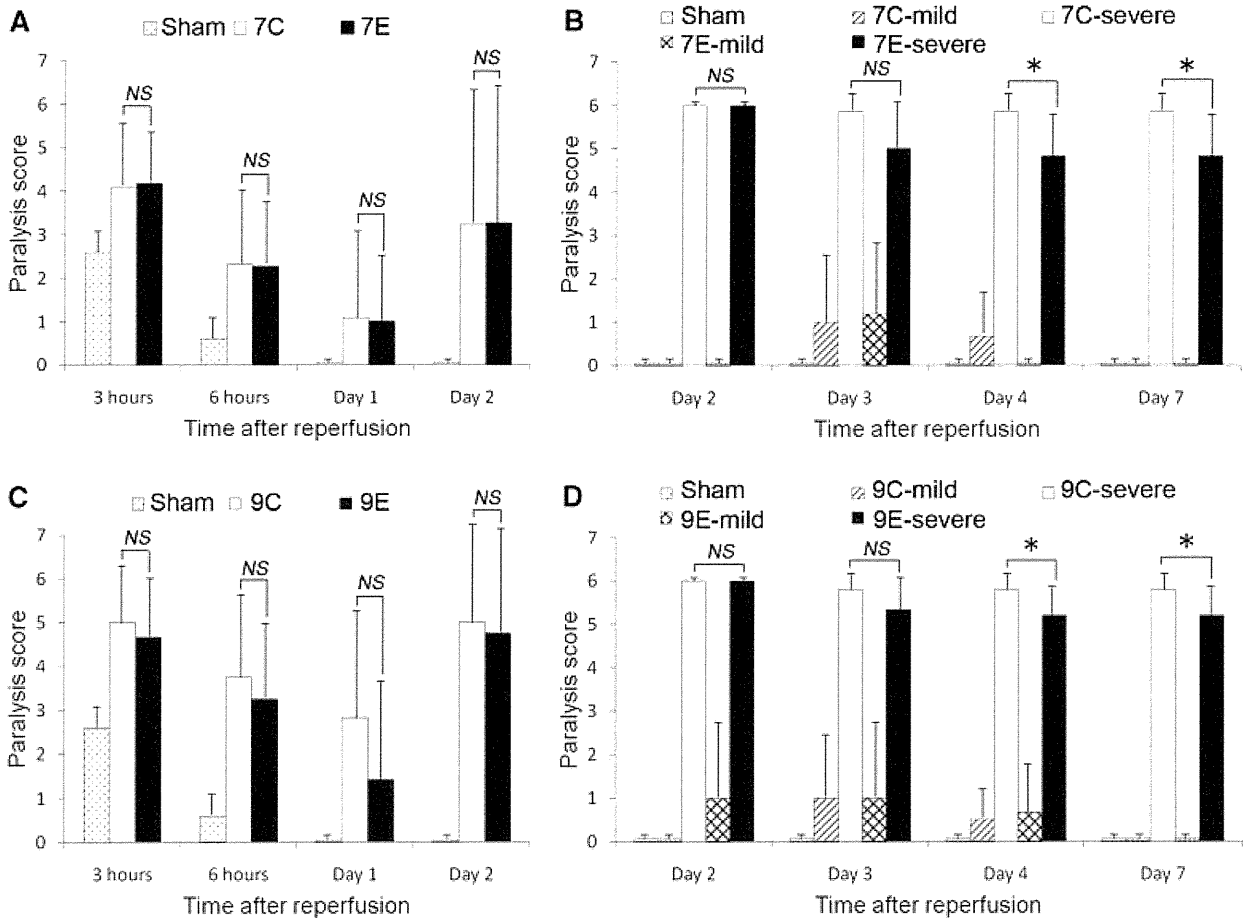 A
Sham 7C 7E
Paralysis score
7
6
5
4
3
2
1
0
NS
NS
NS
NS
3 hours 6 hours Day 1 Day 2
Time after reperfusion
B
Sham 7C-mild 7C-severe
7E-mild 7E-severe
Paralysis score
7
6
5
4
3
2
1
0
NS
NS
*
*
Day 2 Day 3 Day 4 Day 7
Time after reperfusion
C
Sham 9C 9E
Paralysis score
7
6
5
4
3
2
1
0
NS
NS
NS
NS
3 hours 6 hours Day 1 Day 2
Time after reperfusion
D
Sham 9C-mild 9C-severe
9E-mild 9E-severe
Paralysis score
7
6
5
4
3
2
1
0
NS
NS
*
*
Day 2 Day 3 Day 4 Day 7
Time after reperfusion